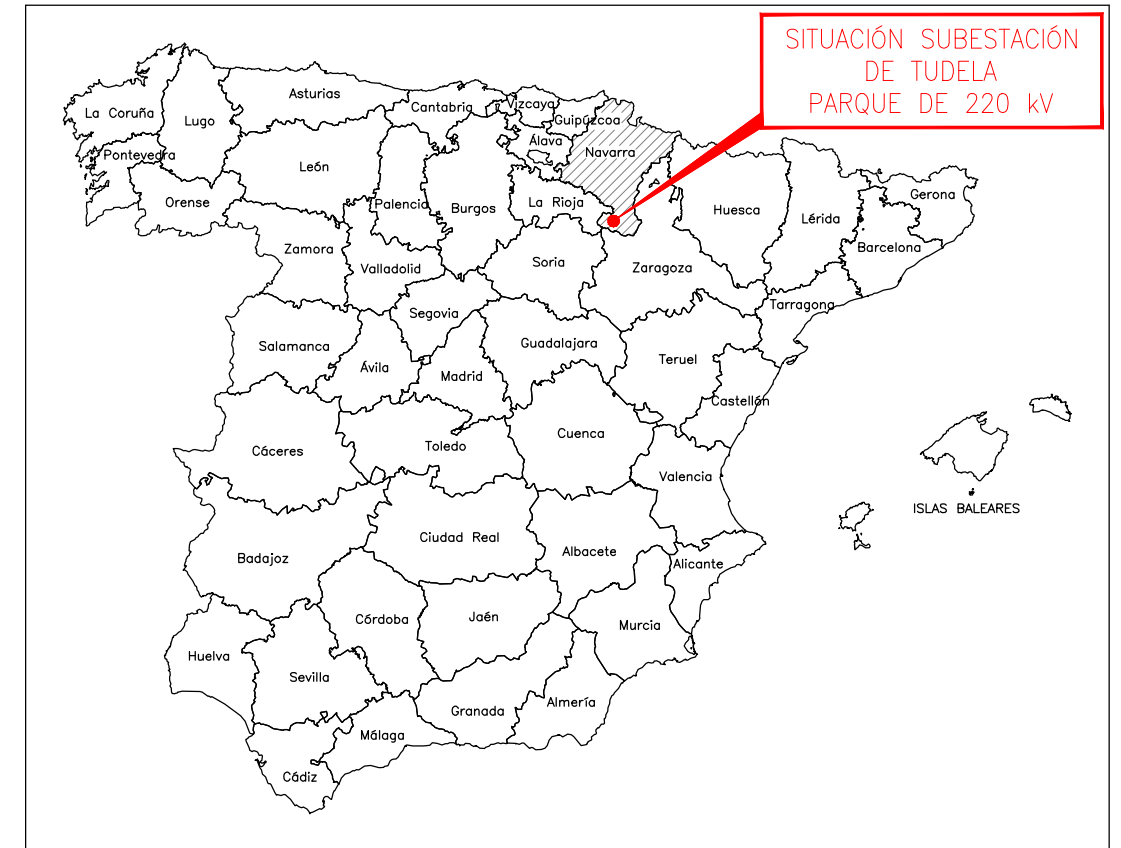 SITUACIÓN SUBESTACIÓN
DE TUDELA
PARQUE DE 220 kV
Asturias
La Coruña
Lugo
Cantabria
Vizcaya
Guipúzcoa
Álava
Navarra
Pontevedra
León
Orense
Palencia
Burgos
La Rioja
Huesca
Lérida
Gerona
Barcelona
Zamora
Valladolid
Soria
Zaragoza
Tarragona
Segovia
Salamanca
Ávila
Madrid
Guadalajara
Teruel
Castellón
Cáceres
Toledo
Cuenca
Valencia
ISLAS BALEARES
Badajoz
Ciudad Real
Albacete
Alicante
Córdoba
Jaén
Murcia
Huelva
Sevilla
Granada
Almería
Málaga
Cádiz